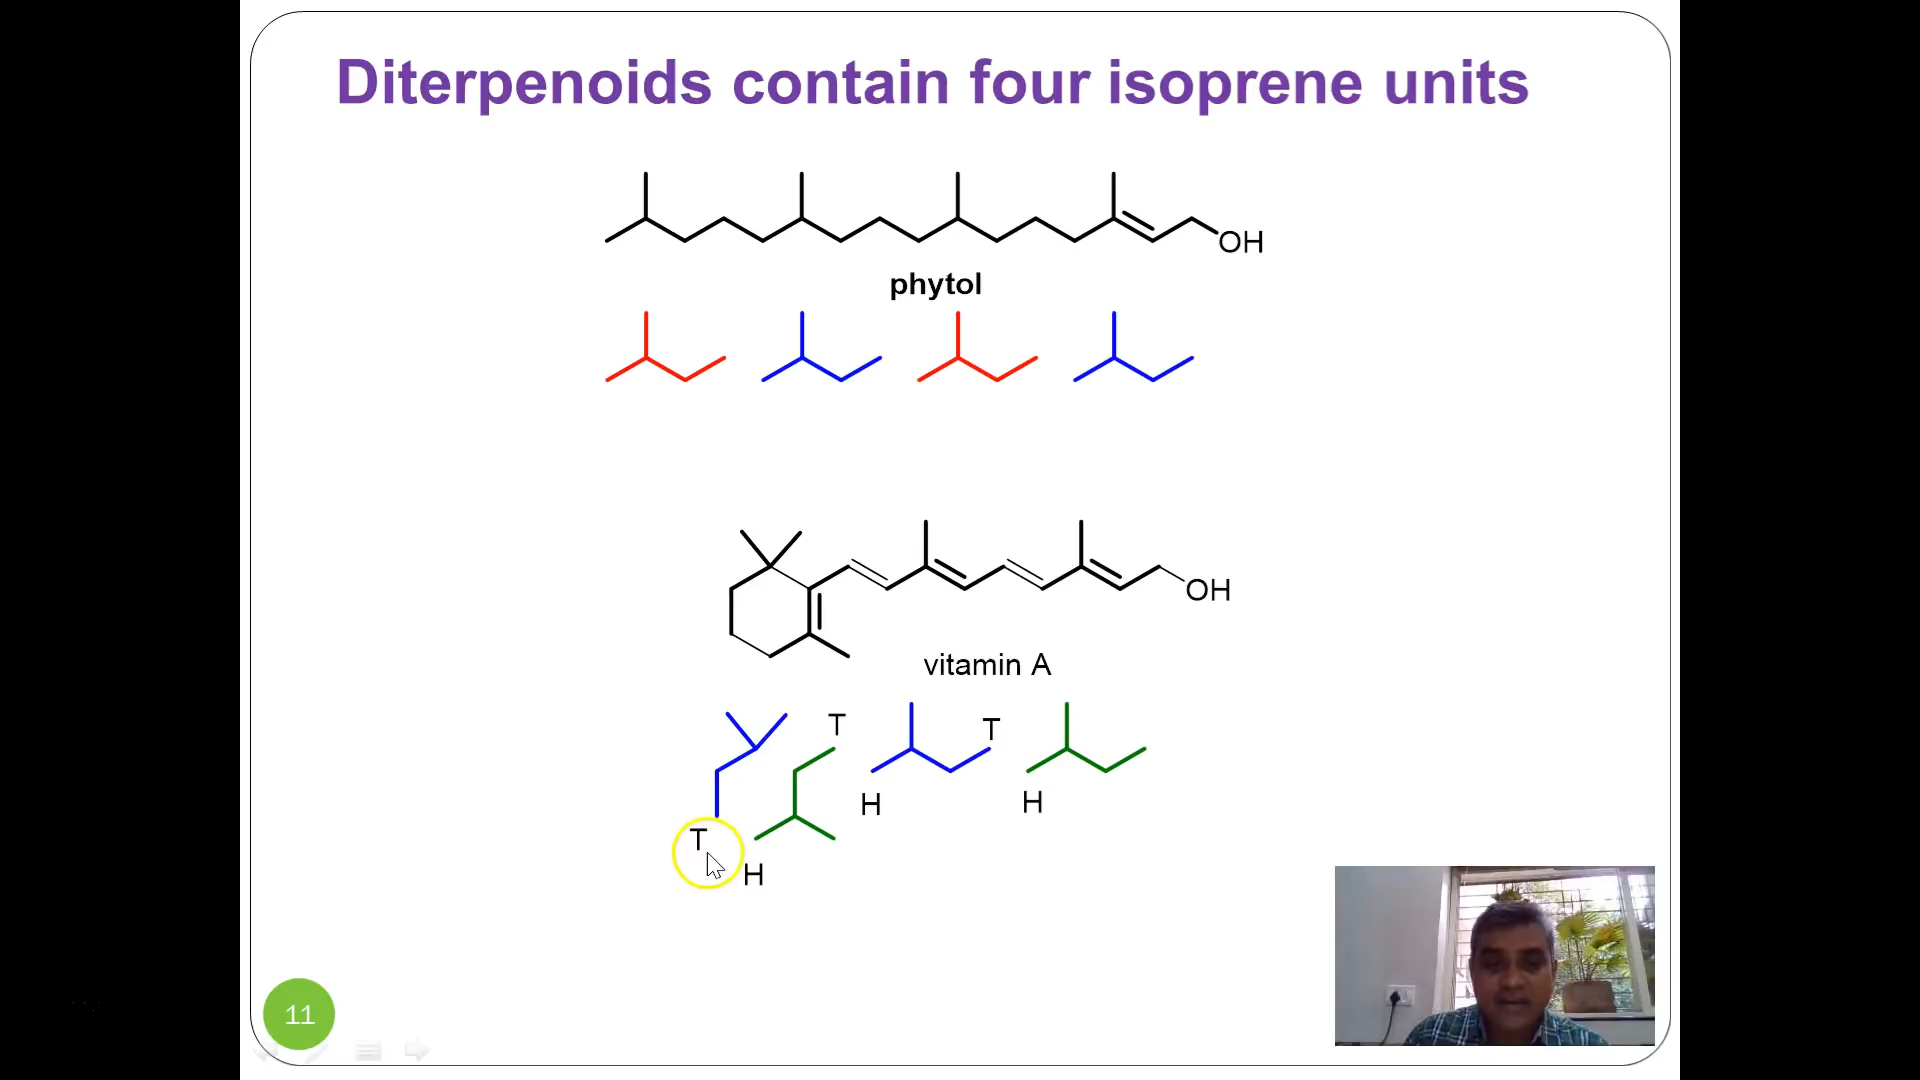 Diterpenoids contain four isoprene units
OH
phytol
OH
vitamin A
T
T
H
H
T
H
11